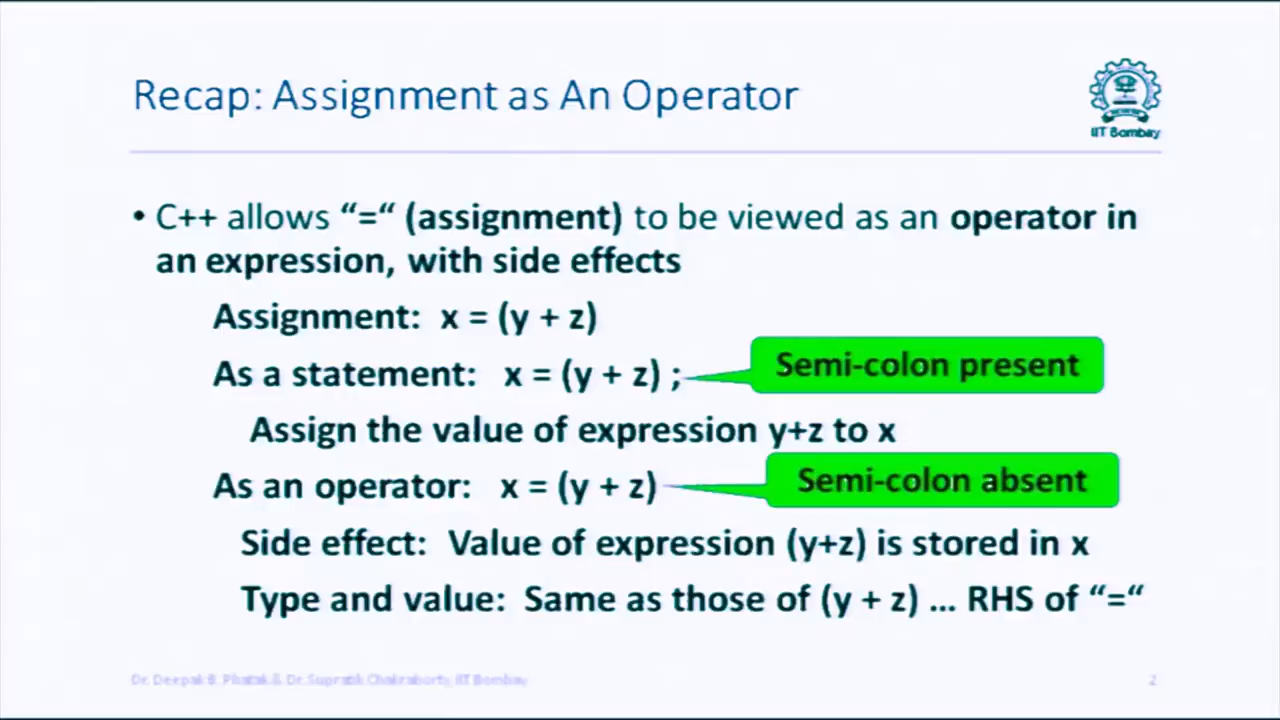 Recap: Assignment as An Operator
IIT Bombay
• C++ allows “=“ (assignment) to be viewed as an operator in
an expression, with side effects
Assignment: x = (y + z)
As a statement: x = (y + z) ;
Semi-colon present
Assign the value of expression y+z to x
As an operator: x = (y + z)
Semi-colon absent
Side effect: Value of expression (y+z) is stored in x
Type and value: Same as those of (y + z) … RHS of “=“
Dr. Deepak B. Phatak & Dr. Supratik Chakraborty, IIT Bombay
2